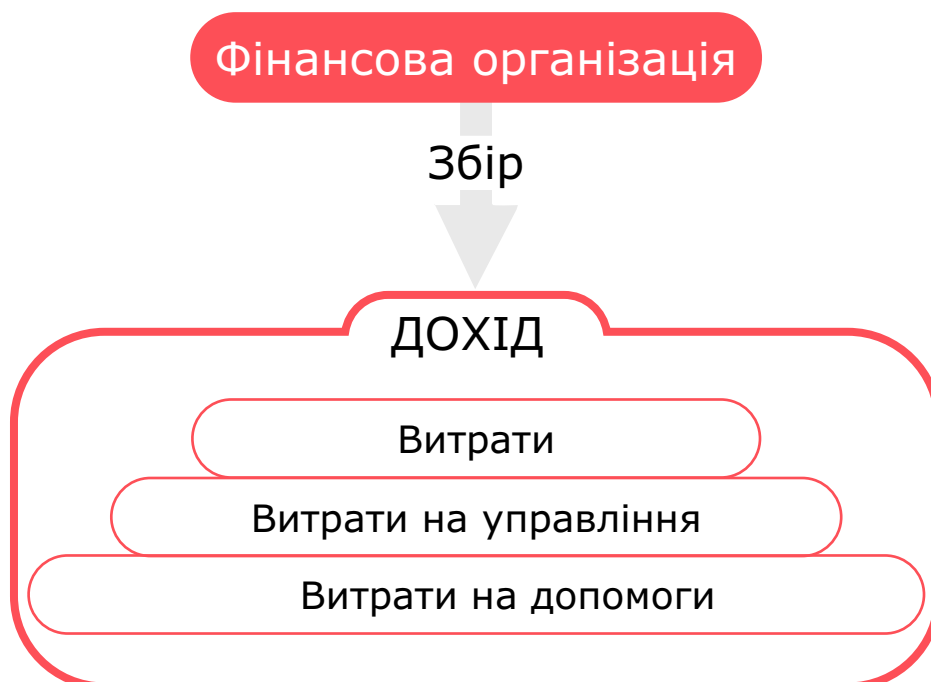 Фінансова організація
Збір
ДОХІД
Витрати
Витрати на управління
Витрати на допомоги